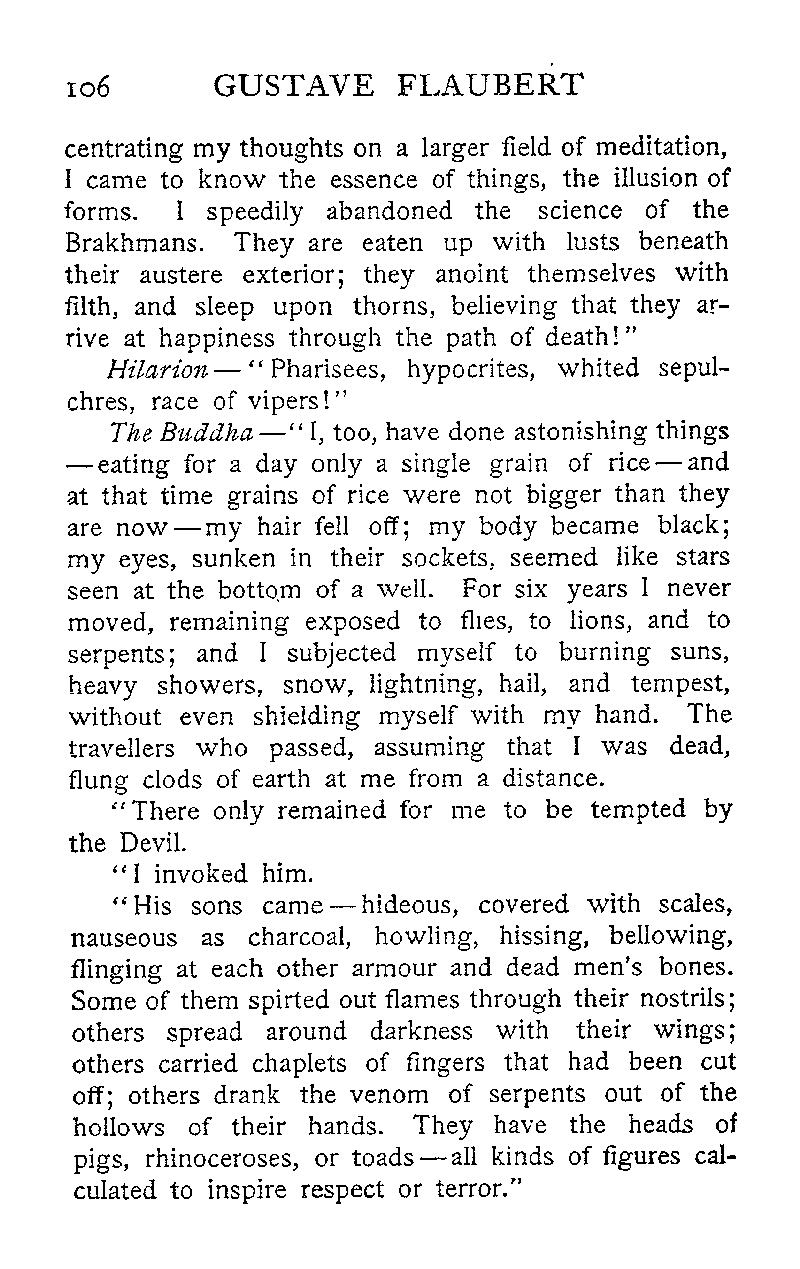 106 GUSTAVE FLAUBERT
centrating my thoughts on a larger field of meditation,
I came to know the essence of things, the illusion of
forms. I speedily abandoned the science of the
Brakhmans. They are eaten up with lusts beneath
their austere exterior; they anoint themselves with
filth, and sleep upon thorns, believing that they ar-
rive at happiness through the path of death!"
Hilarion — "Pharisees, hypocrites, whited sepul-
chres, race of vipers!"
The Buddha —"I, too, have done astonishing things
— eating for a day only a single grain of rice — and
at that time grains of rice were not bigger than they
are now — my hair fell off; my body became black;
my eyes, sunken in their sockets, seemed like stars
seen at the bottom of a well. For six years I never
moved, remaining exposed to flies, to lions, and to
serpents; and I subjected myself to burning suns,
heavy showers, snow, lightning, hail, and tempest,
without even shielding myself with my hand. The
travellers who passed, assuming that I was dead,
flung clods of earth at me from a distance.
"There only remained for me to be tempted by
the Devil.
"I invoked him.
"His sons came — hideous, covered with scales,
nauseous as charcoal, howling, hissing, bellowing,
flinging at each other armour and dead men's bones.
Some of them spirted out flames through their nostrils;
others spread around darkness with their wings;
others carried chaplets of fingers that had been cut
off; others drank the venom of serpents out of the
hollows of their hands. They have the heads of
pigs, rhinoceroses, or toads — all kinds of figures cal-
culated to inspire respect or terror."